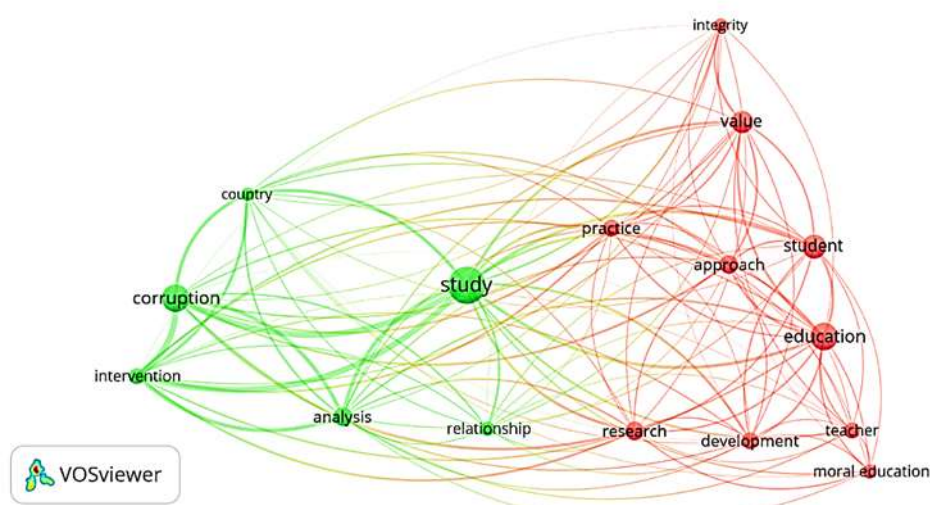 integrity
value
country
practice
student
approach
study
corruption
education
intervention
analysis
relationship
research
development
teacher
moral education
VOSviewer